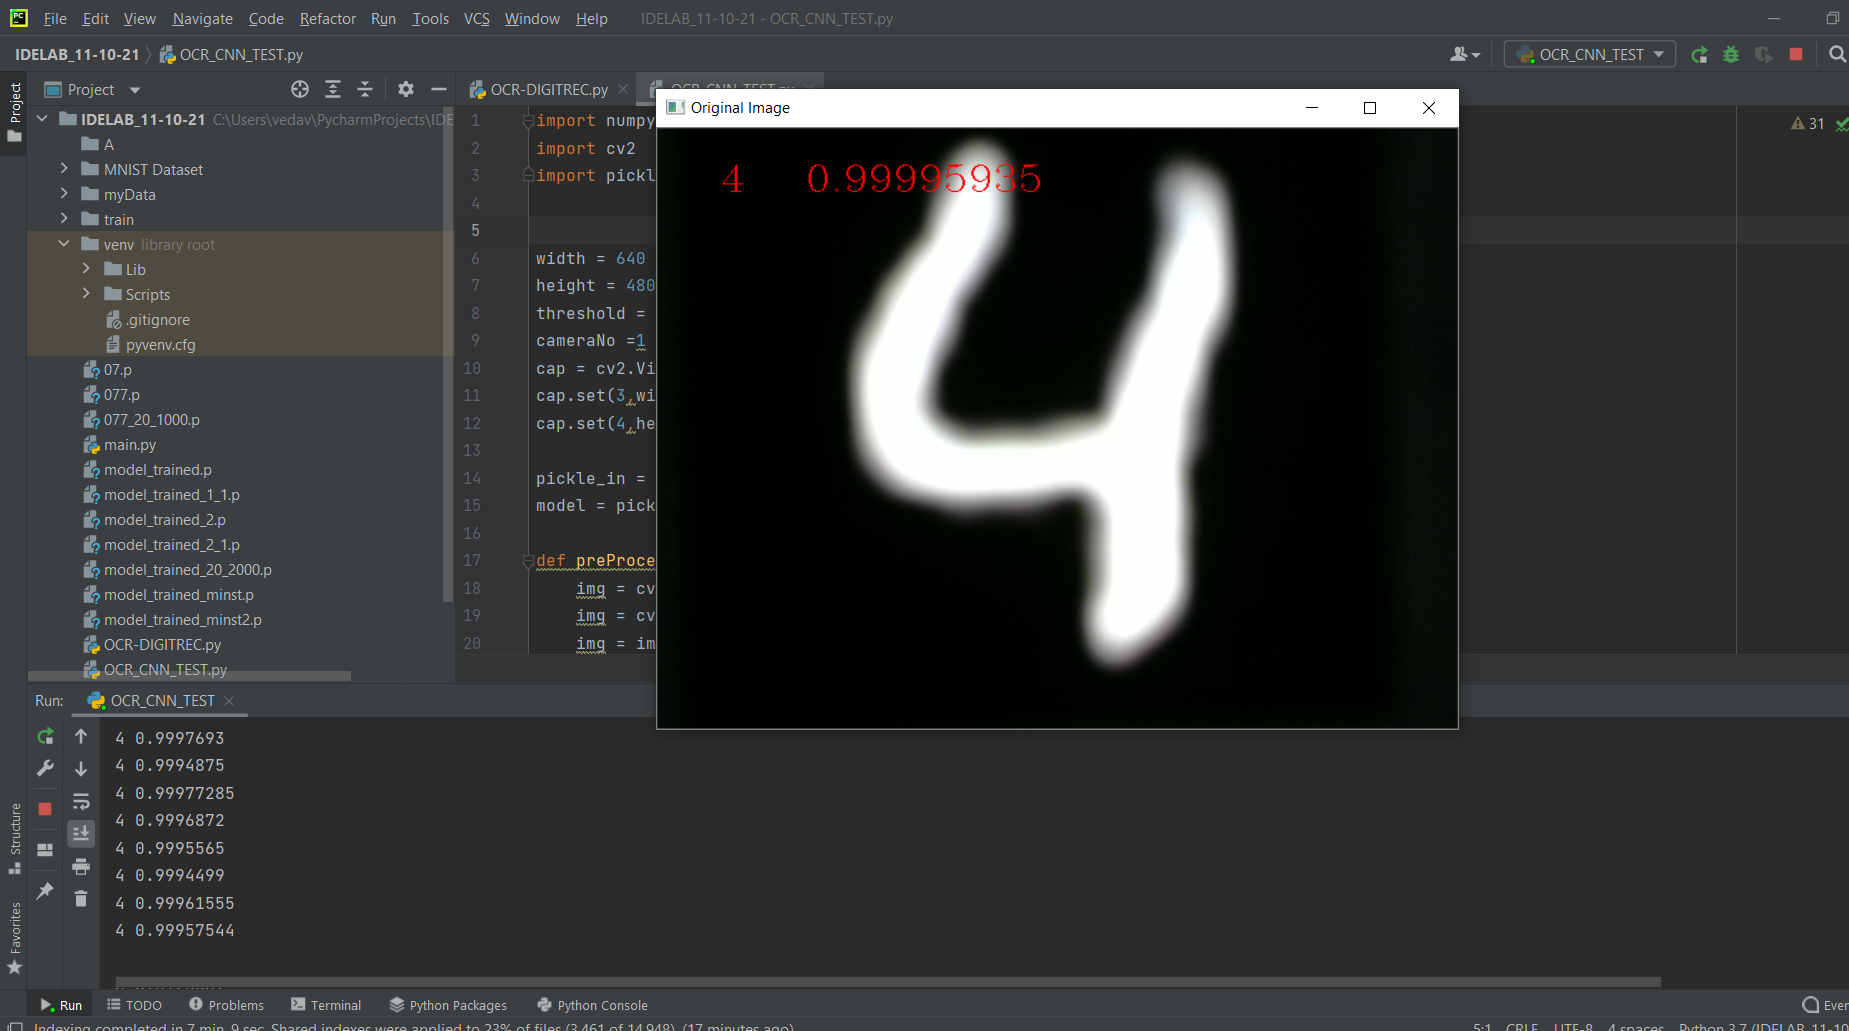 PC File Edit View Navigate Code Refactor Run Tools VCS Window Help IDELAB_11-10-21 - OCR_CNN_TEST.py
IDELAB_11-10-21 OCR_CNN_TEST.py OCR_CNN_TEST
Project
Project
OCR-DIGITREC.py OCR_CNN_TEST.py
IDELAB_11-10-21 C:\Users\vedav\PycharmProjects\IDE
A
MNIST Dataset
myData
train
venv library root
Lib
Scripts
.gitignore
pyvenv.cfg
07.p
077.p
077_20_1000.p
main.py
model_trained.p
model_trained_1_1.p
model_trained_2.p
model_trained_2_1.p
model_trained_20_2000.p
model_trained_minst.p
model_trained_minst2.p
OCR-DIGITREC.py
OCR_CNN_TEST.py
1 import numpy
2 import cv2
3 import pickl
4
5
6 width = 640
7 height = 480
8 threshold =
9 cameraNo =1
10 cap = cv2.Vi
11 cap.set(3,wi
12 cap.set(4,he
13
14 pickle_in =
15 model = pick
16
17 def preProce
18 img = cv
19 img = cv
20 img = im
31
Original Image
4 0.99995935
4
Run: OCR_CNN_TEST
4 0.9997693
4 0.9994875
4 0.99977285
4 0.9996872
4 0.9995565
4 0.9994499
4 0.99961555
4 0.99957544
Structure
Favorites
Run TODO Problems Terminal Python Packages Python Console Even
Indexing completed in 7 min, 9 sec. Shared indexes were applied to 23% of files (3,461 of 14,948). (17 minutes ago) 5:1 CRLF UTF-8 4 spaces Python 3.7 (IDELAB_11-10